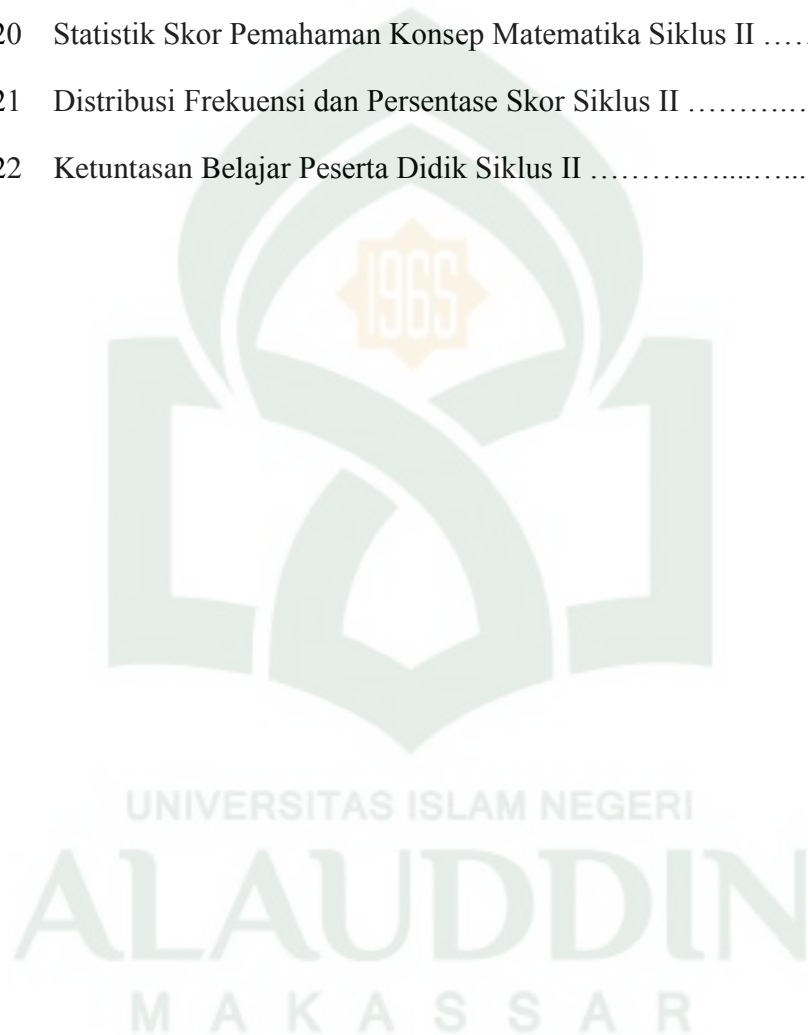 20 Statistik Skor Pemahaman Konsep Matematika Siklus II ……
21 Distribusi Frekuensi dan Persentase Skor Siklus II ……….…
22 Ketuntasan Belajar Peserta Didik Siklus II ……….…....…...
1965
UNIVERSITAS ISLAM NEGERI
ALAUDDIN
MAKASSAR